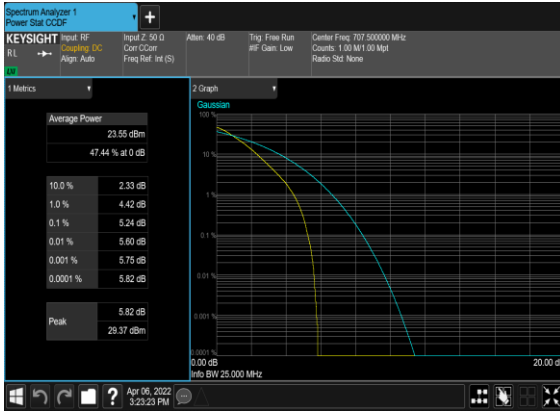 Spectrum Analyzer 1
Power Stat CCDF
KEYSIGHT
RL
Input: RF
Coupling: DC
Align: Auto
Input Z: 50 Ω
Corr CCorr
Freq Ref: Int (S)
Atten: 40 dB
Trig: Free Run
#IF Gain: Low
Center Freq: 707.500000 MHz
Counts: 1.00 M/1.00 Mpt
Radio Std: None
1 Metrics
Average Power
23.55 dBm
47.44 % at 0 dB
10.0 % 2.33 dB
1.0 % 4.42 dB
0.1 % 5.24 dB
0.01 % 5.60 dB
0.001 % 5.75 dB
0.0001 % 5.82 dB
Peak 5.82 dB
29.37 dBm
2 Graph
Gaussian
100 %
10 %
1 %
0.1 %
0.01 %
0.001 %
0.0001 %
0.00 dB
20.00 d
Info BW 25.000 MHz
?
Apr 06, 2022
3:23:23 PM